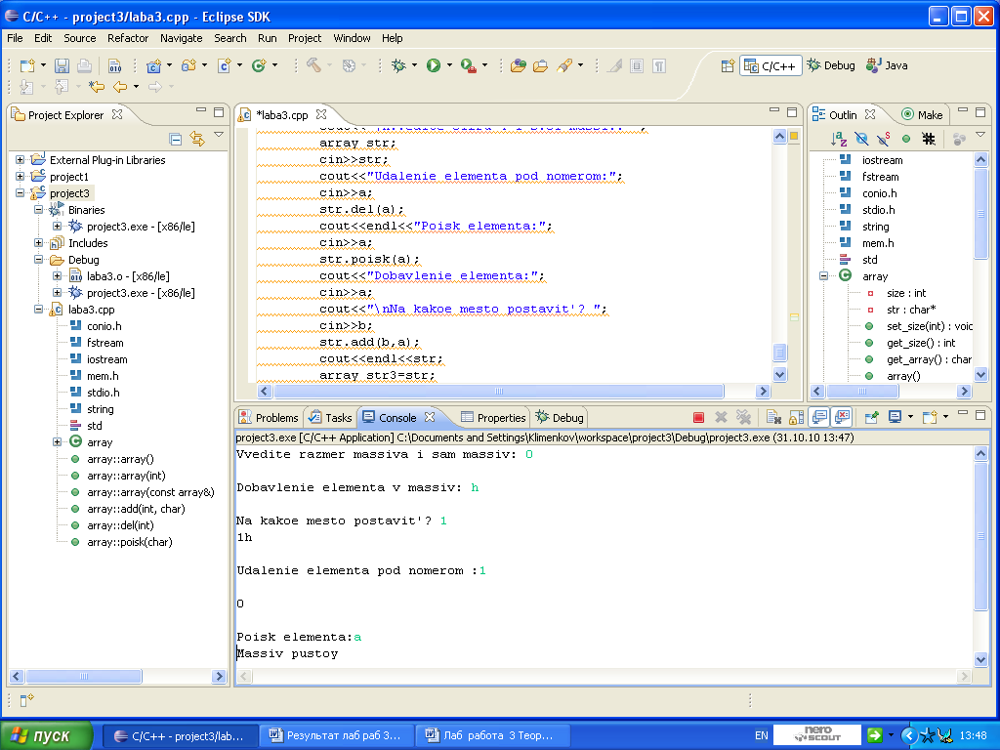 C/C++ - project3/laba3.cpp - Eclipse SDK
File Edit Source Refactor Navigate Search Run Project Window Help
C/C++ Debug Java
Project Explorer
External Plug-in Libraries
project1
project3
Binaries
project3.exe - [x86/le]
Includes
Debug
laba3.o - [x86/le]
project3.exe - [x86/le]
laba3.cpp
conio.h
fstream
iostream
mem.h
stdio.h
string
std
array
array::array()
array::array(int)
array::array(const array&)
array::add(int, char)
array::del(int)
array::poisk(char)
*laba3.cpp
array str;
cin>>str;
cout<<"Udalenie elementa pod nomerom:";
cin>>a;
str.del(a);
cout<<endl<<"Poisk elementa:";
cin>>a;
str.poisk(a);
cout<<"Dobavlenie elementa:";
cin>>a;
cout<<"\nNa kakoe mesto postavit'? ";
cin>>b;
str.add(b,a);
cout<<endl<<str;
array str3=str;
Outlin Make
iostream
fstream
conio.h
stdio.h
string
mem.h
std
array
size : int
str : char*
set_size(int) : voic
get_size() : int
get_array() : char
array()
Problems Tasks Console Properties Debug
project3.exe [C/C++ Application] C:\Documents and Settings\Klimenkov\workspace\project3\Debug\project3.exe (31.10.10 13:47)
Vvedite razmer massiva i sam massiv: 0
Dobavlenie elementa v massiv: h
Na kakoe mesto postavit'? 1
1h
Udalenie elementa pod nomerom :1
0
Poisk elementa:a
Massiv pustoy
пуск
C/C++ - project3/lab...
Результат лаб раб 3...
Лаб работа 3 Теор...
EN
nero
SCOUT
13:48